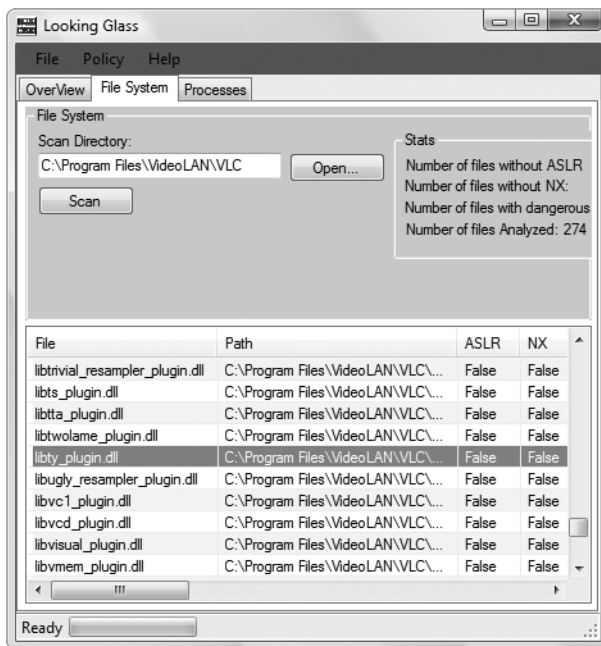 Looking Glass
File Policy Help
OverView File System Processes
File System
Scan Directory:
C:\Program Files\VideoLAN\VLC
Open...
Scan
Stats
Number of files without ASLR
Number of files without NX:
Number of files with dangerous
Number of files Analyzed: 274
File Path ASLR NX
libtrivial_resampler_plugin.dll C:\Program Files\VideoLAN\VLC\... False False
libts_plugin.dll C:\Program Files\VideoLAN\VLC\... False False
libtta_plugin.dll C:\Program Files\VideoLAN\VLC\... False False
libtwolame_plugin.dll C:\Program Files\VideoLAN\VLC\... False False
libty_plugin.dll C:\Program Files\VideoLAN\VLC\... False False
libugly_resampler_plugin.dll C:\Program Files\VideoLAN\VLC\... False False
libvc1_plugin.dll C:\Program Files\VideoLAN\VLC\... False False
libvcd_plugin.dll C:\Program Files\VideoLAN\VLC\... False False
libvisual_plugin.dll C:\Program Files\VideoLAN\VLC\... False False
libvmem_plugin.dll C:\Program Files\VideoLAN\VLC\... False False
Ready